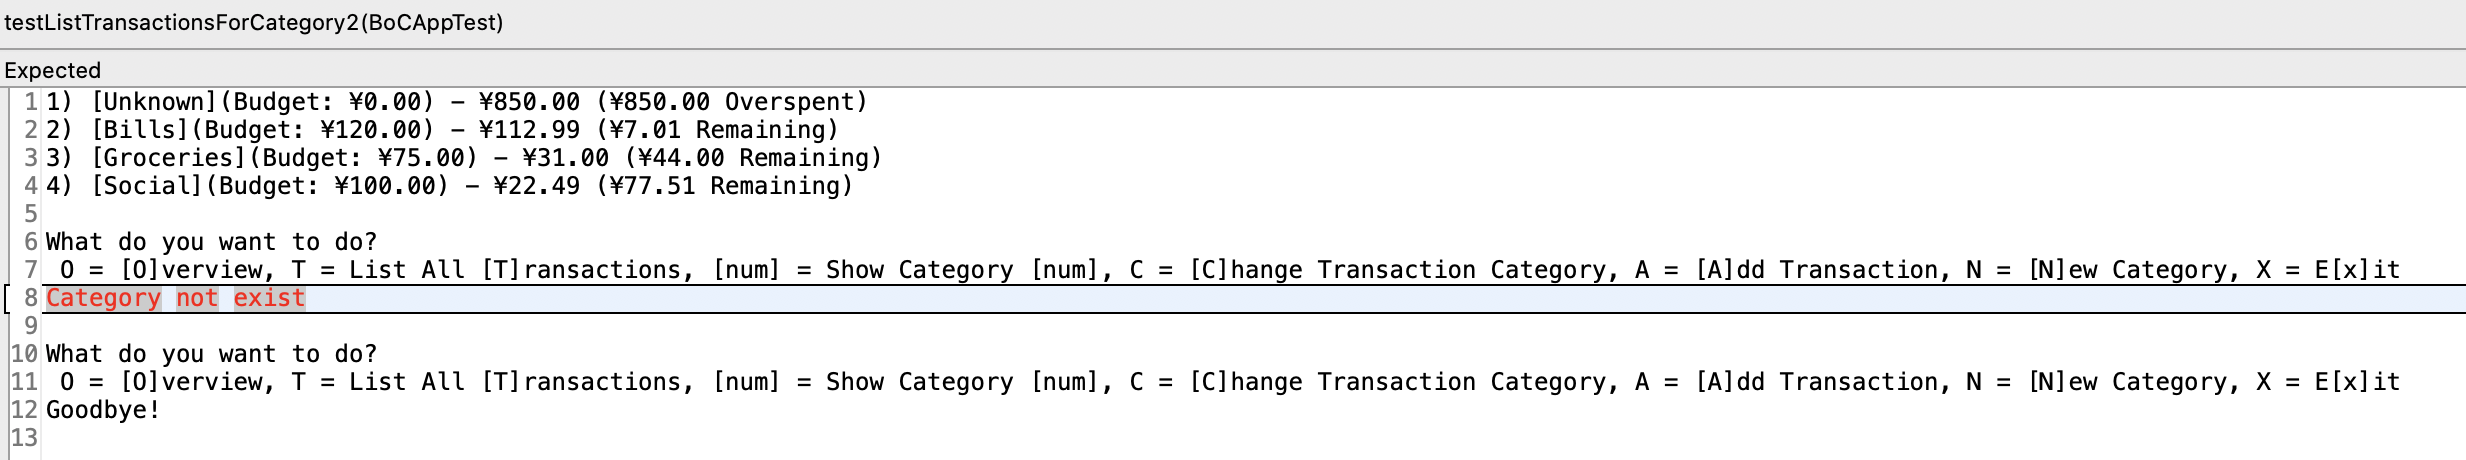 testListTransactionsForCategory2(BoCAppTest)
Expected
1 1) [Unknown](Budget: ¥0.00) - ¥850.00 (¥850.00 Overspent)
2 2) [Bills](Budget: ¥120.00) - ¥112.99 (¥7.01 Remaining)
3 3) [Groceries](Budget: ¥75.00) - ¥31.00 (¥44.00 Remaining)
4 4) [Social](Budget: ¥100.00) - ¥22.49 (¥77.51 Remaining)
5
6 What do you want to do?
7  O = [O]verview, T = List All [T]ransactions, [num] = Show Category [num], C = [C]hange Transaction Category, A = [A]dd Transaction, N = [N]ew Category, X = E[x]it
8 Category not exist
9
10 What do you want to do?
11  O = [O]verview, T = List All [T]ransactions, [num] = Show Category [num], C = [C]hange Transaction Category, A = [A]dd Transaction, N = [N]ew Category, X = E[x]it
12 Goodbye!
13